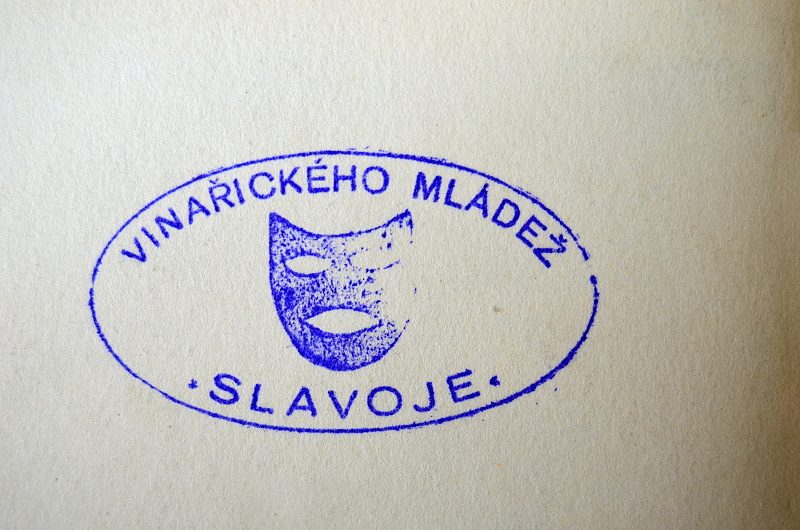 VINAŘICKÉHO MLÁDEŽ
· SLAVOJE ·